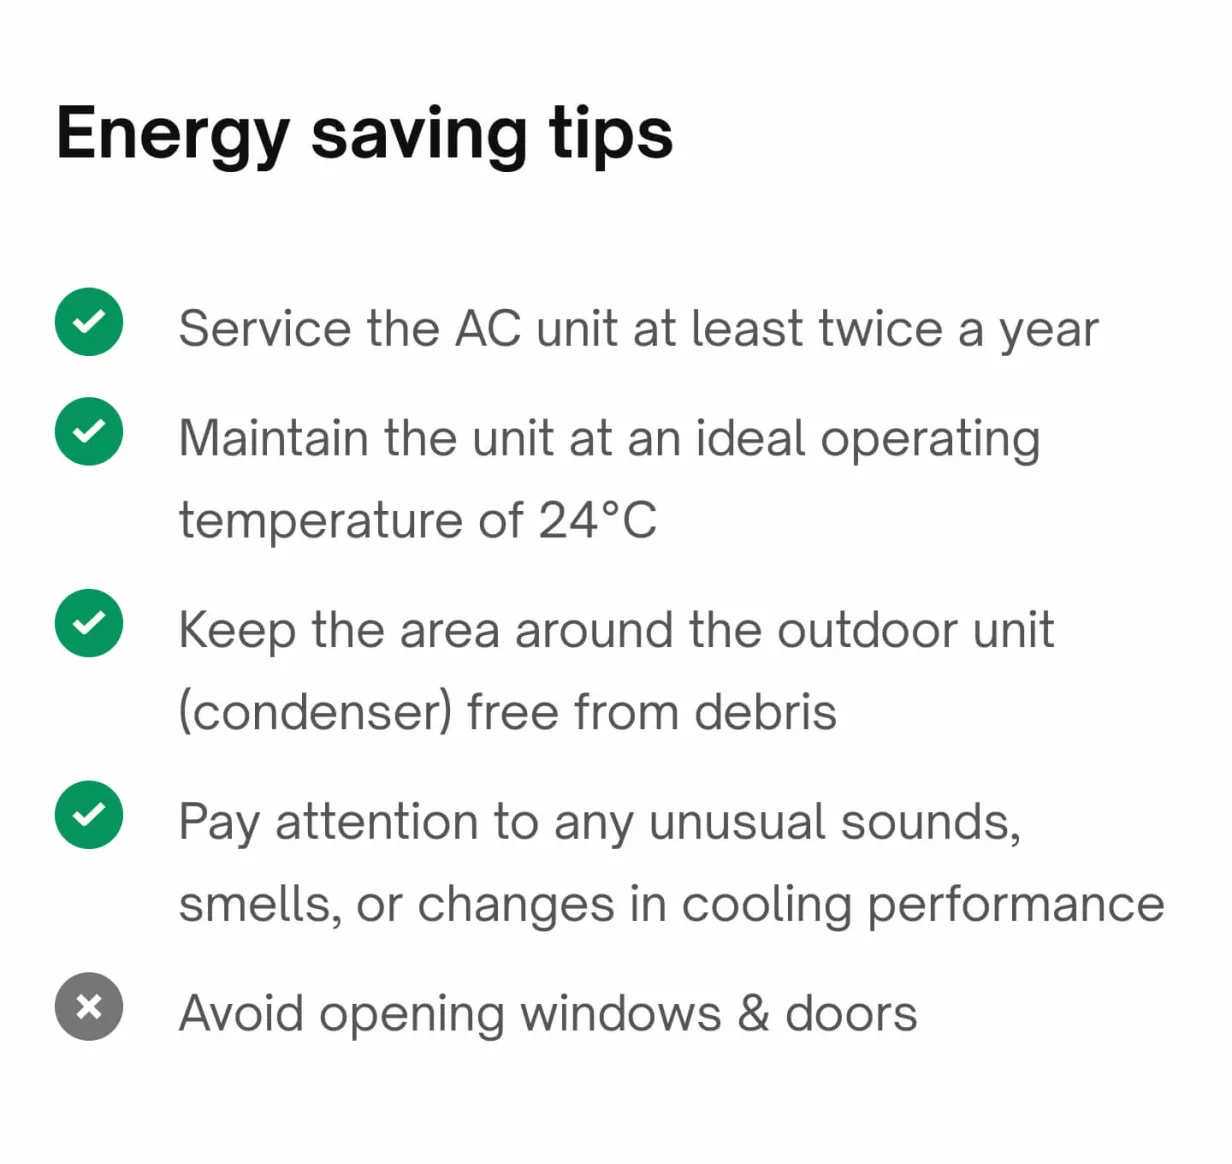 Energy saving tips
Service the AC unit at least twice a year
Maintain the unit at an ideal operating
temperature of 24°C
Keep the area around the outdoor unit
(condenser) free from debris
Pay attention to any unusual sounds,
smells, or changes in cooling performance
Avoid opening windows & doors